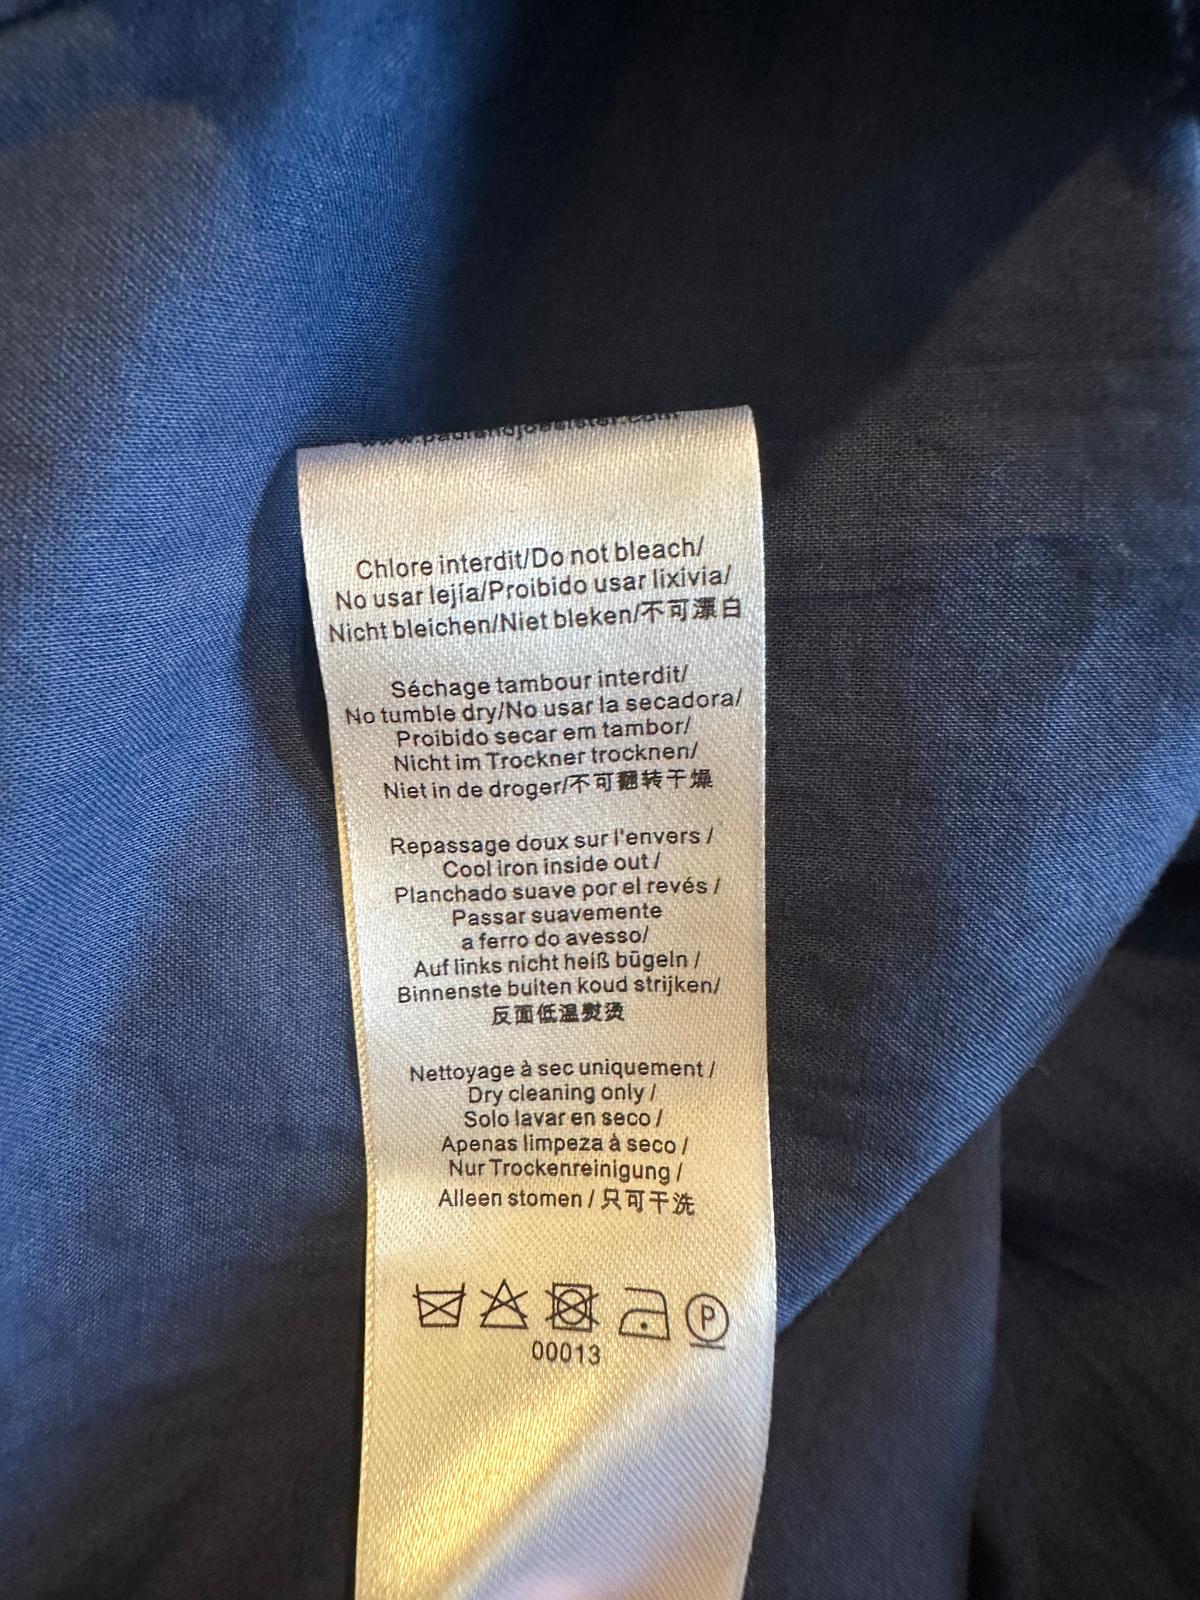 www.paulandjoesister.com
Chlore interdit/Do not bleach/
No usar lejía/Proibido usar lixivia/
Nicht bleichen/Niet bleken/不可漂白
Séchage tambour interdit/
No tumble dry/No usar la secadora/
Proibido secar em tambor/
Nicht im Trockner trocknen/
Niet in de droger/不可翻转干燥
Repassage doux sur l'envers /
Cool iron inside out /
Planchado suave por el revés /
Passar suavemente
a ferro do avesso/
Auf links nicht heiß bügeln /
Binnenste buiten koud strijken/
反面低温熨烫
Nettoyage à sec uniquement /
Dry cleaning only /
Solo lavar en seco /
Apenas limpeza à seco /
Nur Trockenreinigung /
Alleen stomen / 只可干洗
P
00013